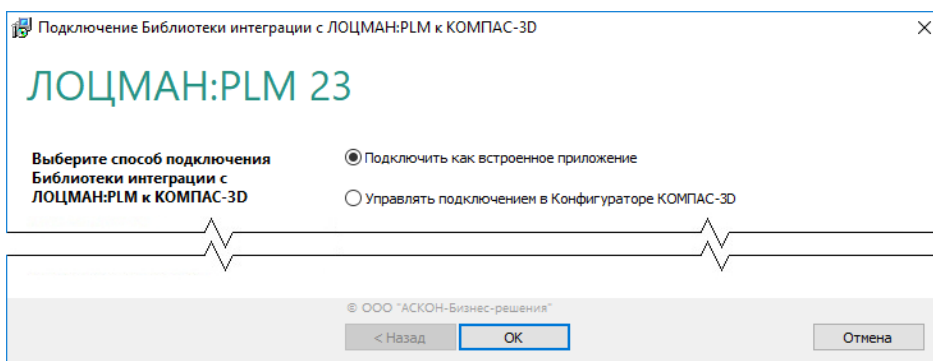 Подключение Библиотеки интеграции с ЛОЦМАН:PLM к КОМПАС-3D
ЛОЦМАН:PLM 23
Выберите способ подключения
Библиотеки интеграции с
ЛОЦМАН:PLM к КОМПАС-3D
Подключить как встроенное приложение
Управлять подключением в Конфигураторе КОМПАС-3D
© ООО "АСКОН-Бизнес-решения"
< Назад
ОК
Отмена